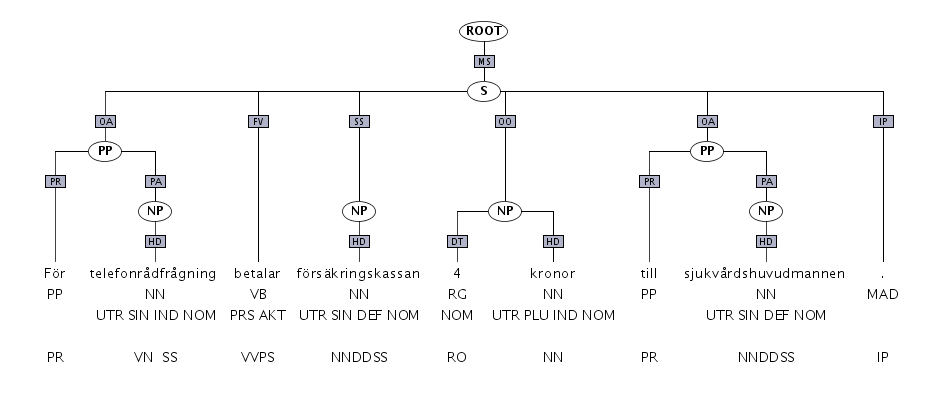 ROOT
MS
S
OA FV SS OO OA IP
PP PP
PR PA PR PA
NP NP NP NP
HD HD DT HD HD
För telefonrådfrågning betalar försäkringskassan 4 kronor till sjukvårdshuvudmannen .
PP NN VB NN RG NN PP NN MAD
UTR SIN IND NOM PRS AKT UTR SIN DEF NOM NOM UTR PLU IND NOM UTR SIN DEF NOM
PR VN SS VVPS NNDDSS RO NN PR NNDDSS IP